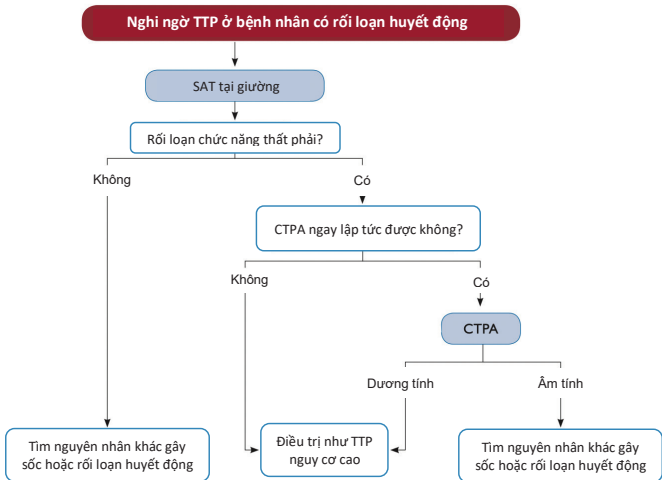 Nghi ngờ TTP ở bệnh nhân có rối loạn huyết động
SAT tại giường
Rối loạn chức năng thất phải?
Không
Có
CTPA ngay lập tức được không?
Không
Có
CTPA
Dương tính
Âm tính
Tìm nguyên nhân khác gây
sốc hoặc rối loạn huyết động
Điều trị như TTP
nguy cơ cao
Tìm nguyên nhân khác gây
sốc hoặc rối loạn huyết động